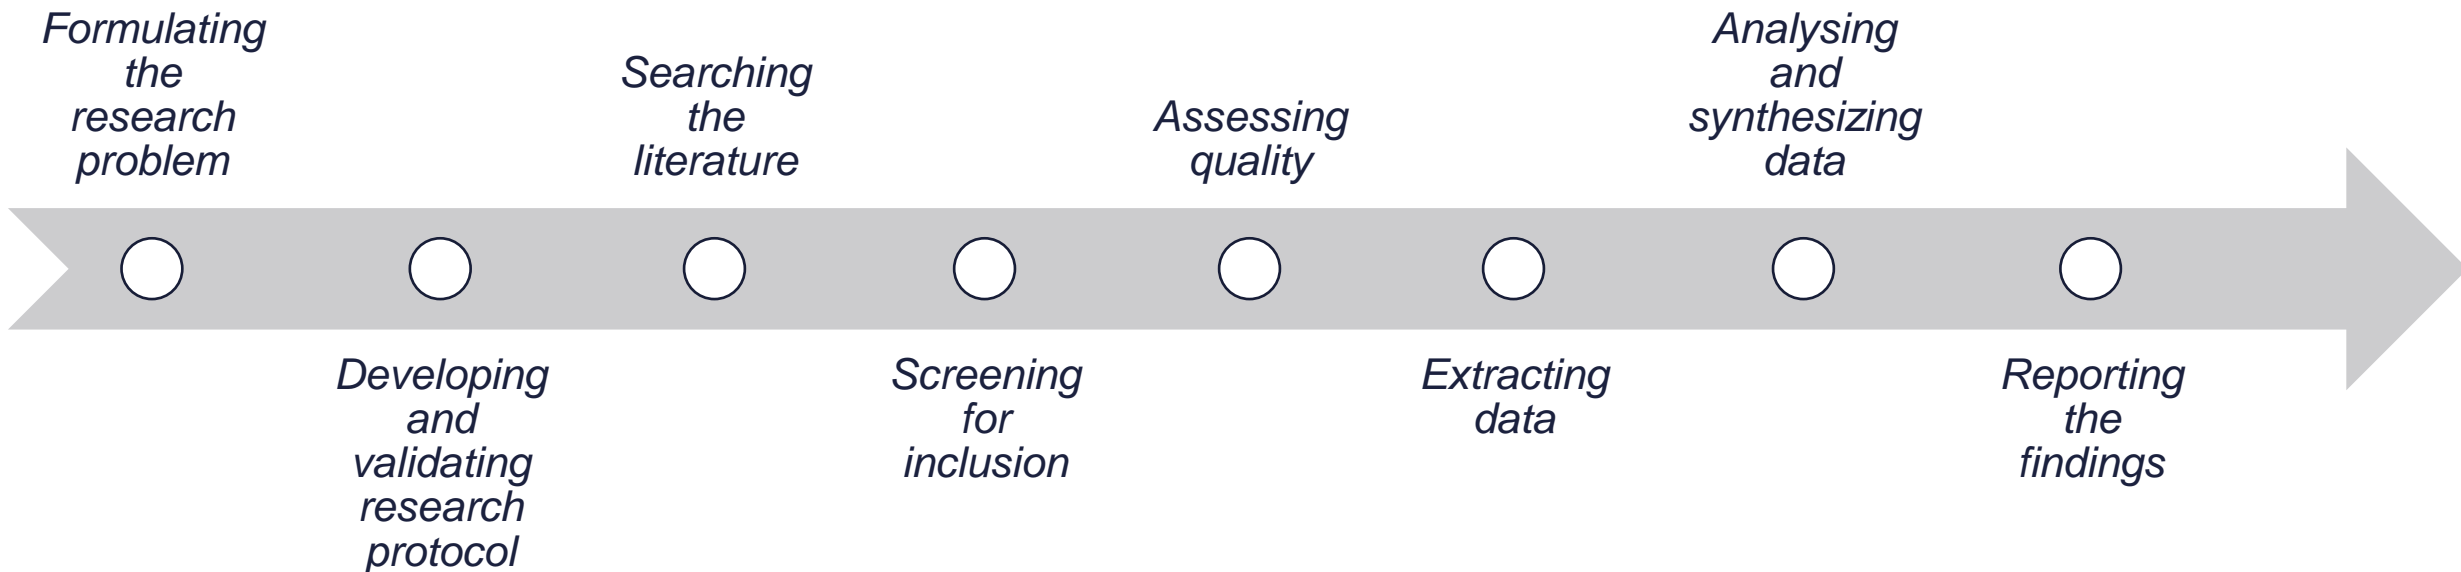 Formulating
the
research
problem
Developing
and
validating
research
protocol
Searching
the
literature
Screening
for
inclusion
Assessing
quality
Extracting
data
Analysing
and
synthesizing
data
Reporting
the
findings